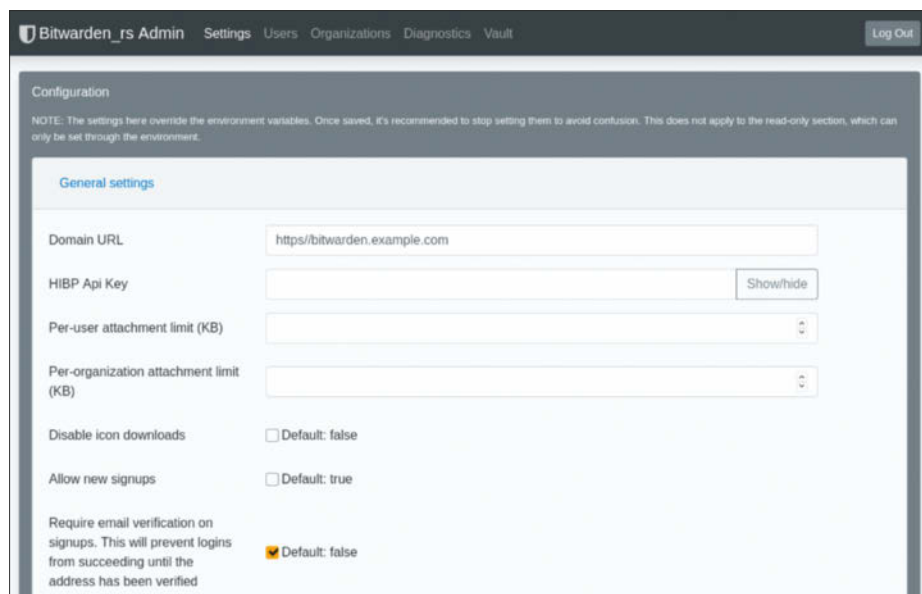 Bitwarden_rs Admin Settings Users Organizations Diagnostics Vault Log Out
Configuration
NOTE: The settings here override the environment variables. Once saved, it's recommended to stop setting them to avoid confusion. This does not apply to the read-only section, which can
only be set through the environment.
General settings
Domain URL https//bitwarden.example.com
HIBP Api Key Show/hide
Per-user attachment limit (KB)
Per-organization attachment limit
(KB)
Disable icon downloads Default: false
Allow new signups Default: true
Require email verification on
signups. This will prevent logins
from succeeding until the
address has been verified
Default: false